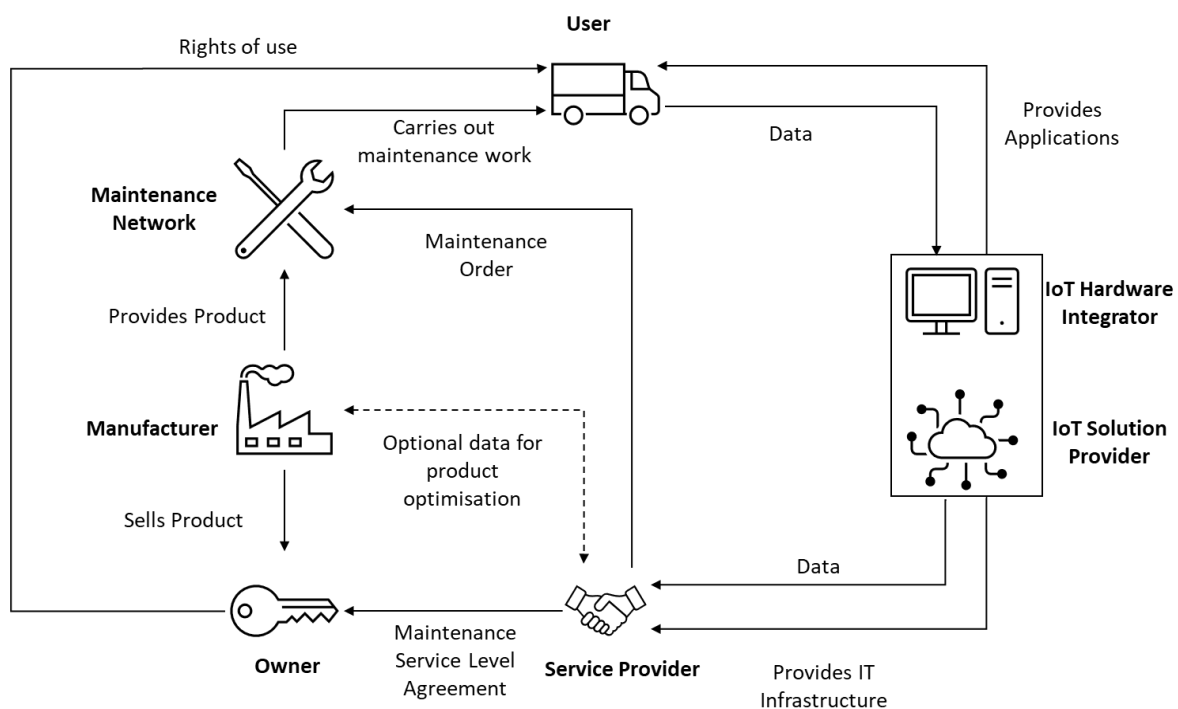 User
Rights of use
Provides
Applications
Carries out
maintenance work
Data
Maintenance
Network
Maintenance
Order
IoT Hardware
Integrator
Provides Product
Manufacturer
Optional data for
product
optimisation
IoT Solution
Provider
Sells Product
Data
Maintenance
Service Level
Agreement
Owner
Service Provider
Provides IT
Infrastructure